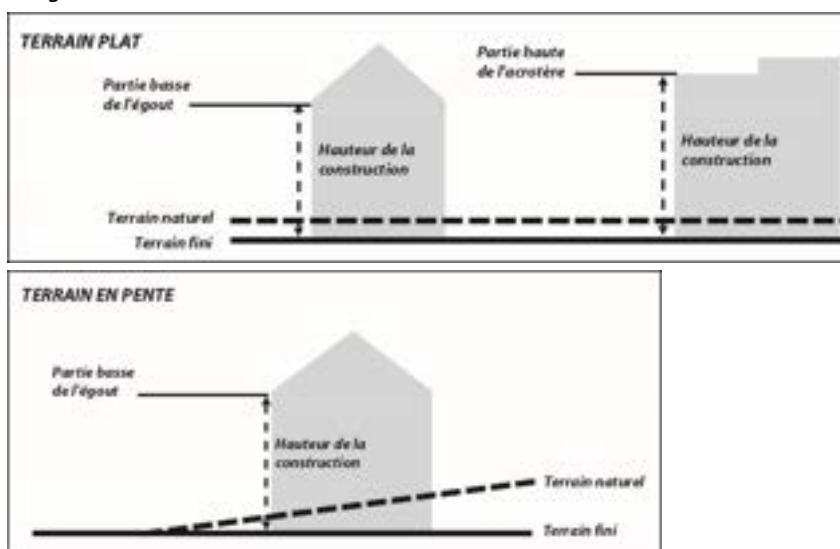 TERRAIN PLAT
Partie basse
de l'égout
Partie haute
de l'acrotère
Hauteur de la
construction
Hauteur de la
construction
Terrain naturel
Terrain fini
TERRAIN EN PENTE
Partie basse
de l'égout
Hauteur de la
construction
Terrain naturel
Terrain fini